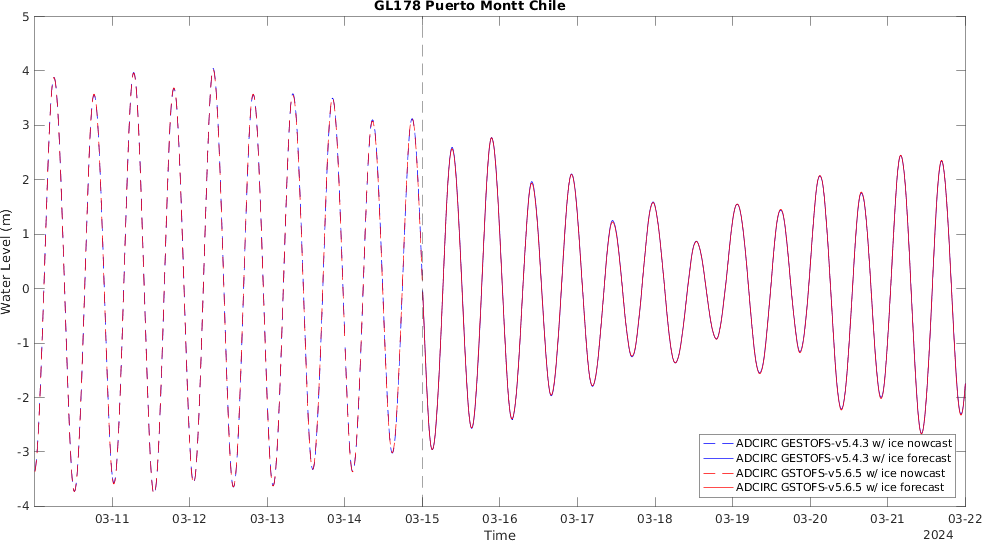 GL178 Puerto Montt Chile
5
4
3
2
1
0
-1
-2
-3
-4
Water Level (m)
ADCIRC GESTOFS-v5.4.3 w/ ice nowcast
ADCIRC GESTOFS-v5.4.3 w/ ice forecast
ADCIRC GSTOFS-v5.6.5 w/ ice nowcast
ADCIRC GSTOFS-v5.6.5 w/ ice forecast
03-11 03-12 03-13 03-14 03-15 03-16 03-17 03-18 03-19 03-20 03-21 03-22
Time
2024